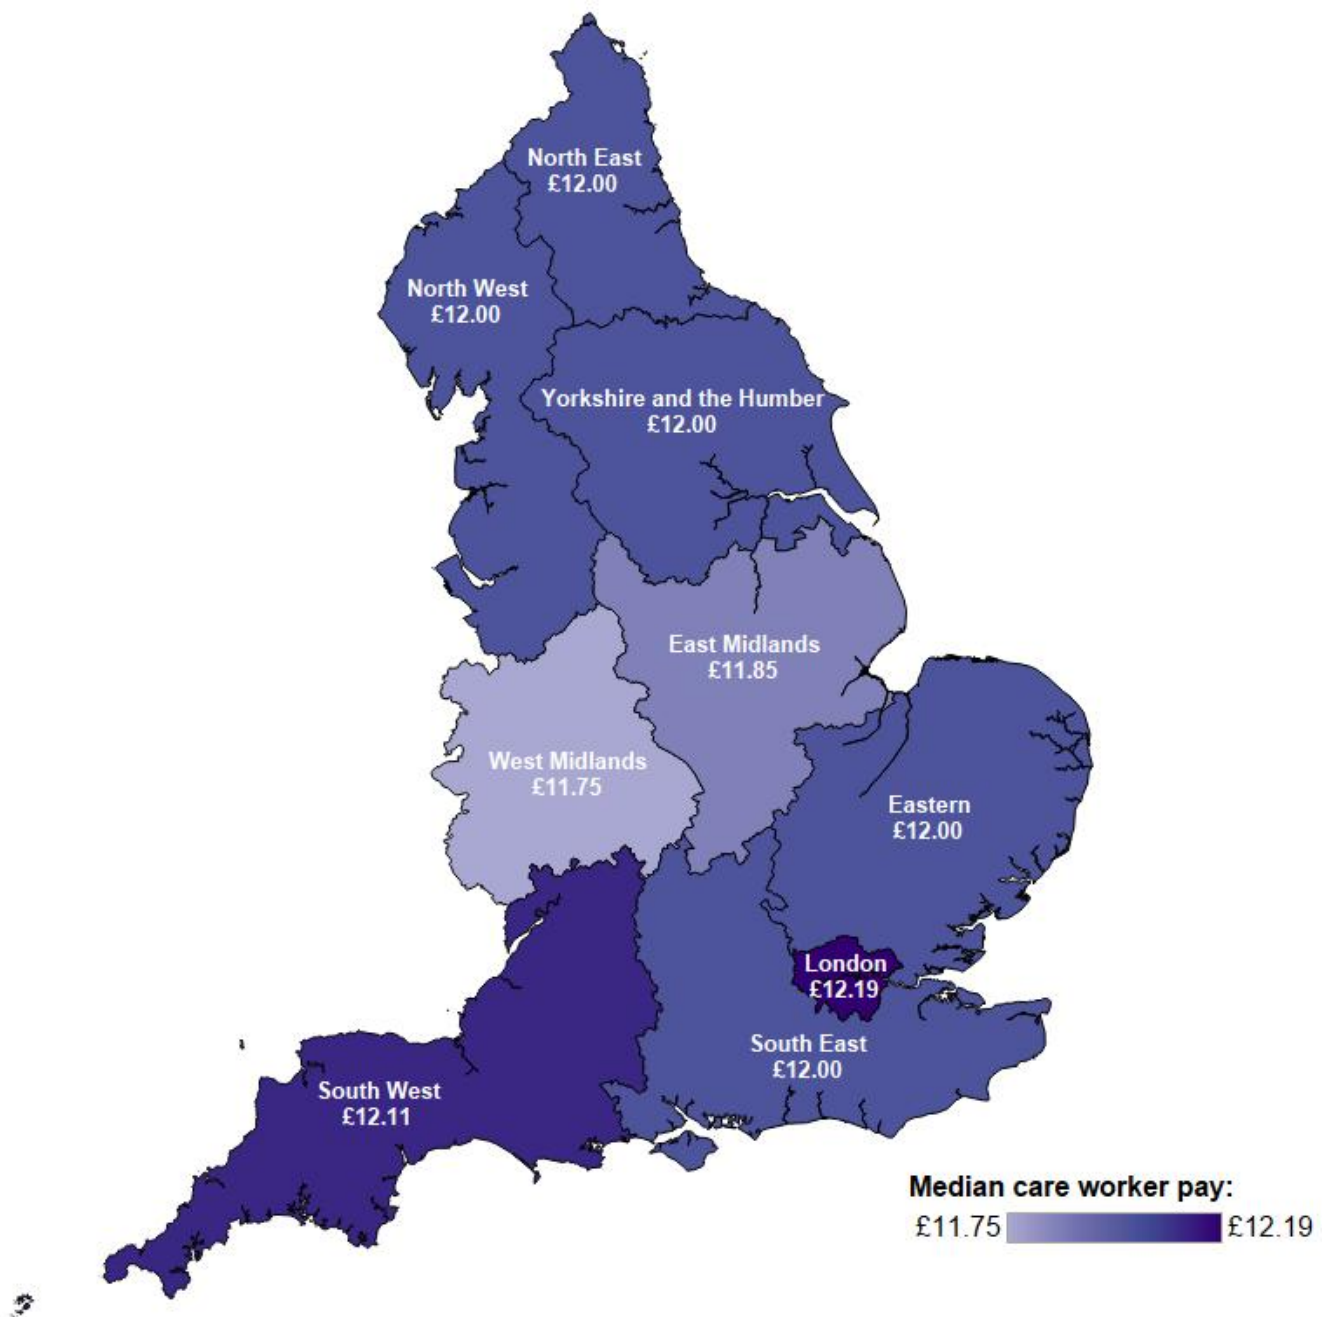 North East
£12.00
North West
£12.00
Yorkshire and the Humber
£12.00
East Midlands
£11.85
West Midlands
£11.75
Eastern
£12.00
London
£12.19
South East
£12.00
South West
£12.11
Median care worker pay:
£11.75 £12.19